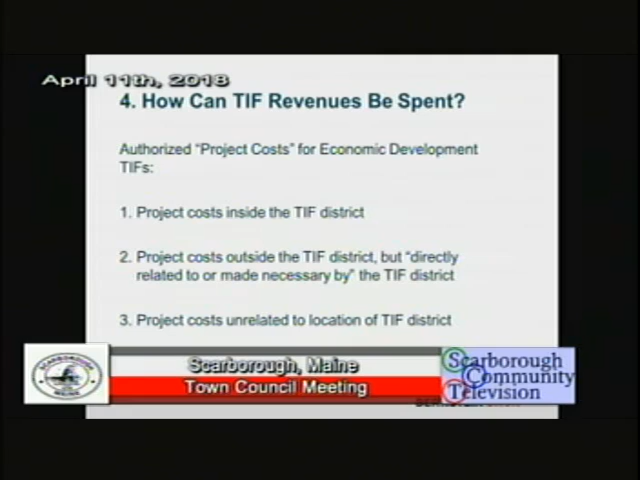 April 11th, 2018
4. How Can TIF Revenues Be Spent?
Authorized “Project Costs” for Economic Development
TIFs:
1. Project costs inside the TIF district
2. Project costs outside the TIF district, but “directly
related to or made necessary by” the TIF district
3. Project costs unrelated to location of TIF district
SCARBOROUGH
MAINE
Scarborough, Maine
Town Council Meeting
Scarborough
Community
Television